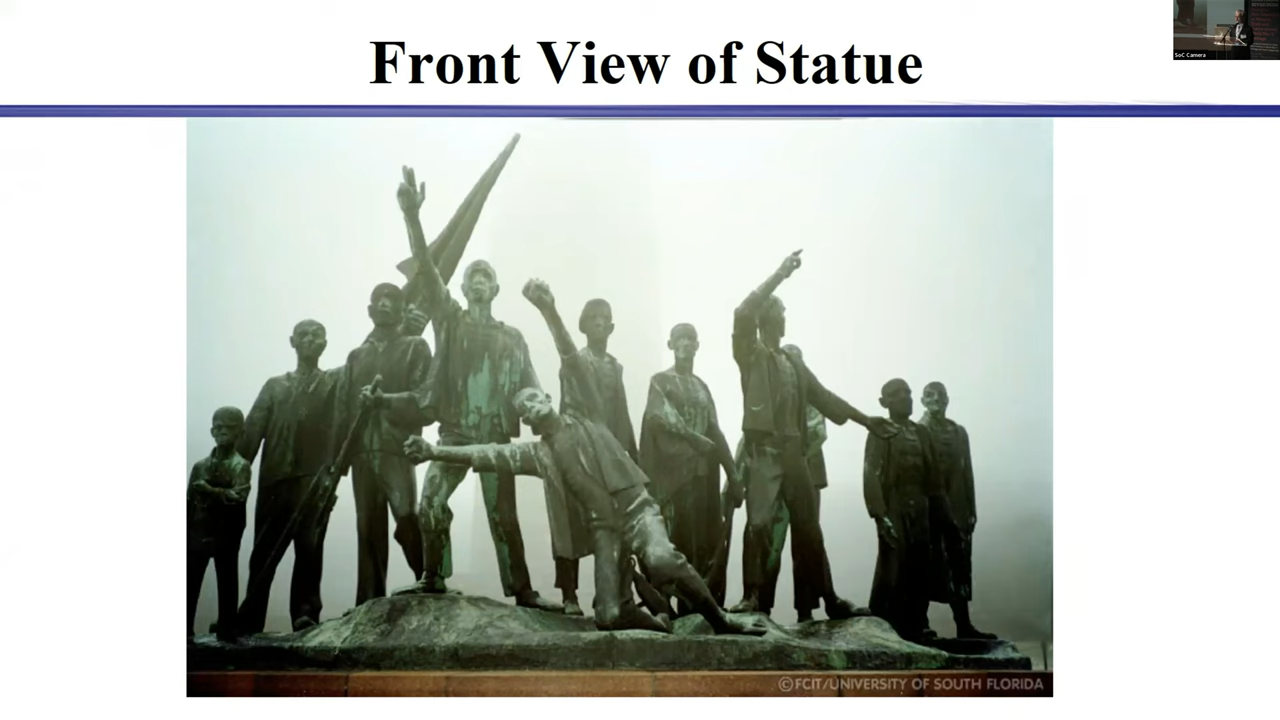 Front View of Statue
SoC Camera
©FCIT/UNIVERSITY OF SOUTH FLORIDA